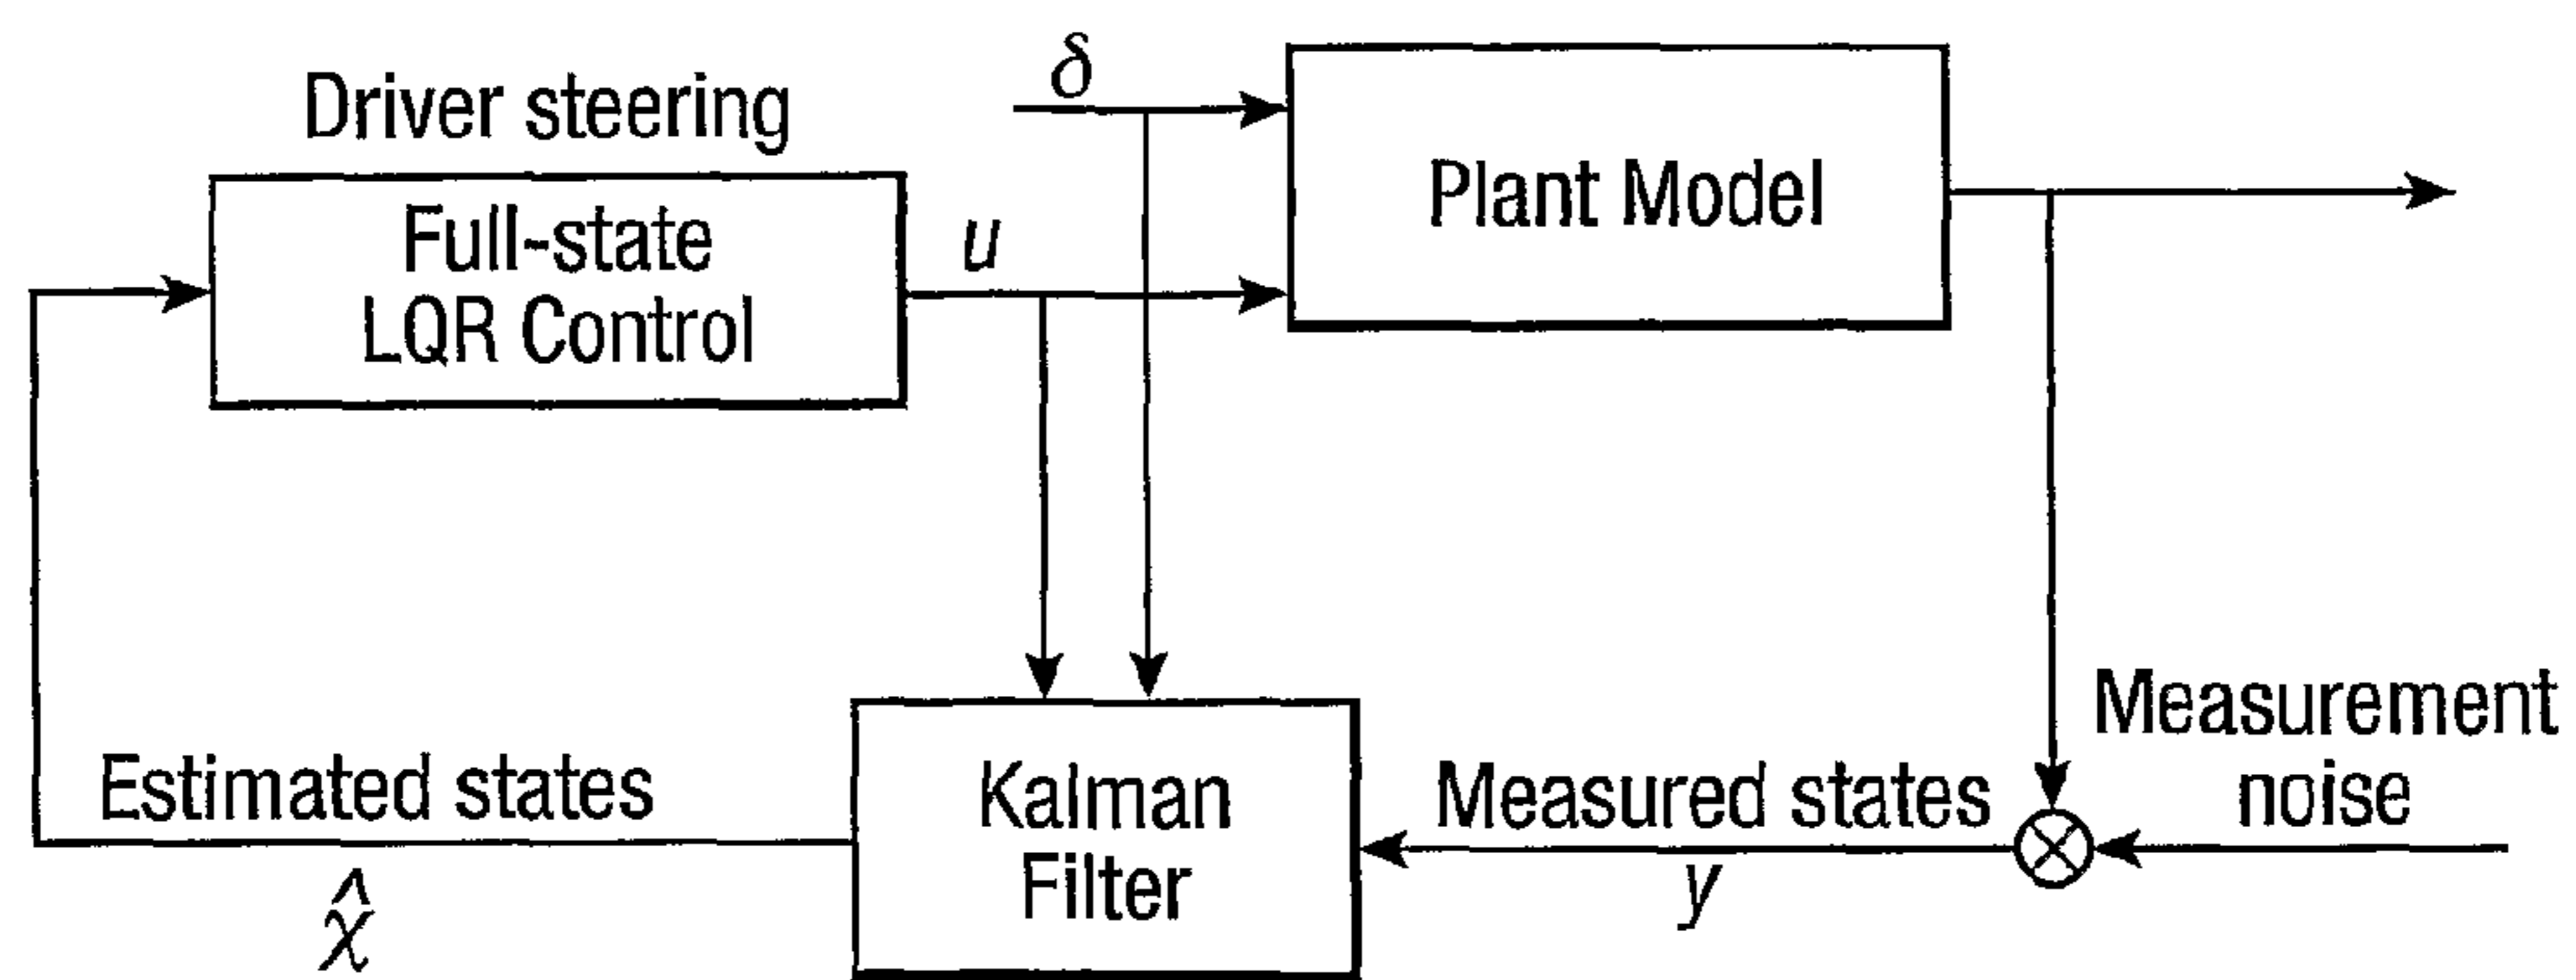 Driver steering
Full-state
LQR Control
δ
u
Plant Model
Estimated states
x̂
Kalman
Filter
Measured states
y
Measurement
noise